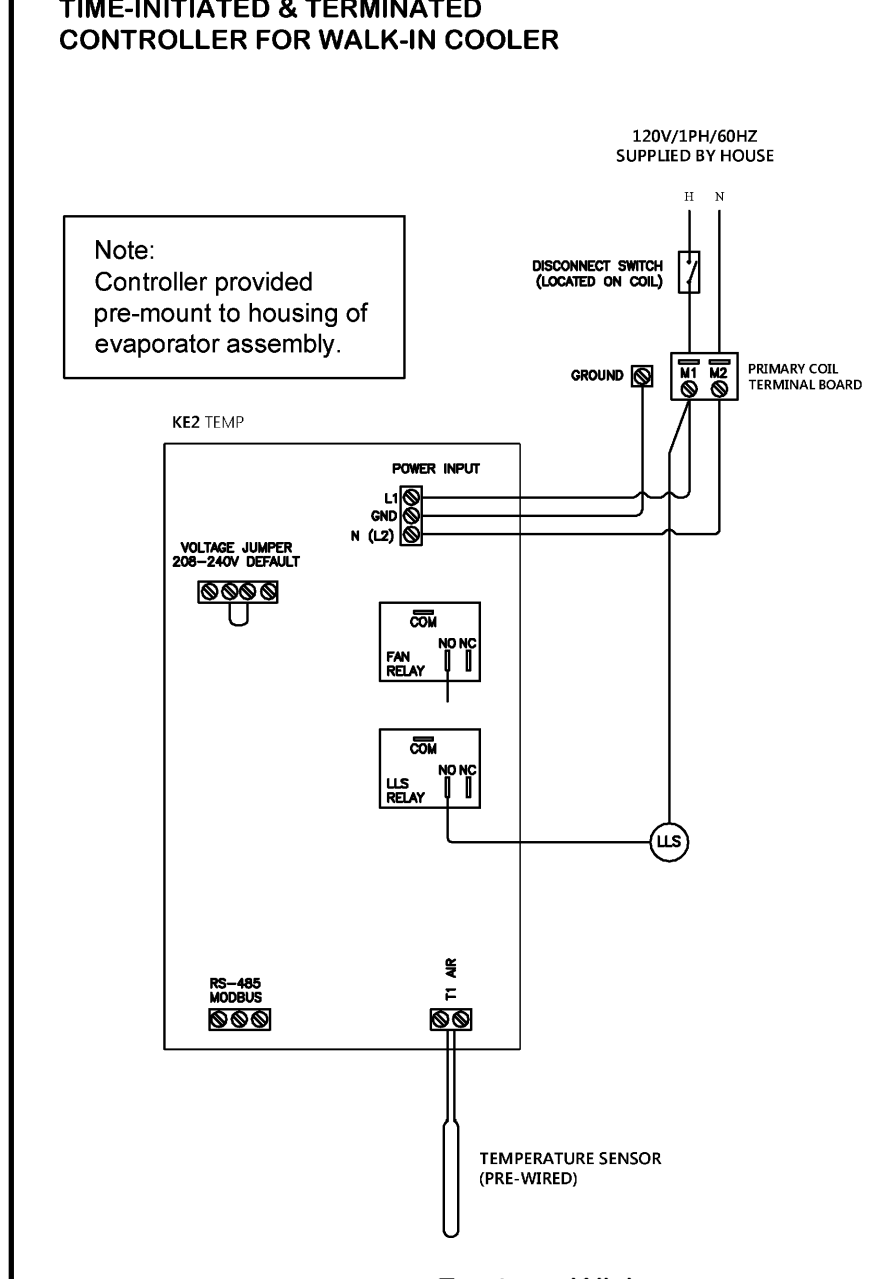 TIME-INITIATED & TERMINATED
CONTROLLER FOR WALK-IN COOLER
120V/1PH/60HZ
SUPPLIED BY HOUSE
H N
Note:
Controller provided
pre-mount to housing of
evaporator assembly.
DISCONNECT SWITCH
(LOCATED ON COIL)
GROUND
M1 M2
PRIMARY COIL
TERMINAL BOARD
KE2 TEMP
POWER INPUT
L1
GND
N (L2)
VOLTAGE JUMPER
208-240V DEFAULT
COM
NO NC
FAN
RELAY
COM
NO NC
LLS
RELAY
LLS
RS-485
MODBUS
T1 AIR
TEMPERATURE SENSOR
(PRE-WIRED)